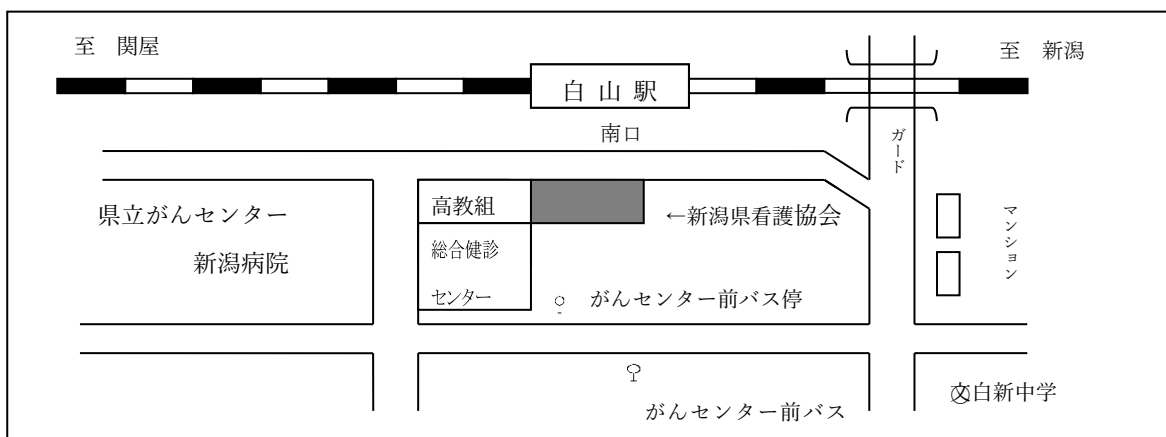 至　関屋
至　新潟
白 山 駅
南口
ガード
高教組
←新潟県看護協会
県立がんセンター
新潟病院
総合健診
センター
マンション
がんセンター前バス停
文白新中学
がんセンター前バス